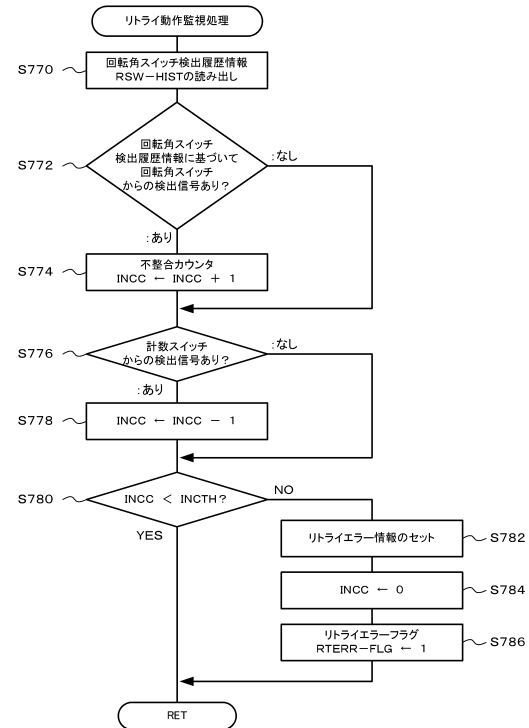 リトライ動作監視処理
S770
回転角スイッチ検出履歴情報
RSW−HISTの読み出し
S772
回転角スイッチ
検出履歴情報に基づいて
回転角スイッチ
からの検出信号あり？
：なし
：あり
S774
不整合カウンタ
INCC ← INCC ＋ 1
S776
計数スイッチ
からの検出信号あり？
：なし
：あり
S778
INCC ← INCC − 1
S780
INCC ＜ INCTH？
NO
YES
リトライエラー情報のセット
S782
INCC ← 0
S784
リトライエラーフラグ
RTERR−FLG ← 1
S786
RET